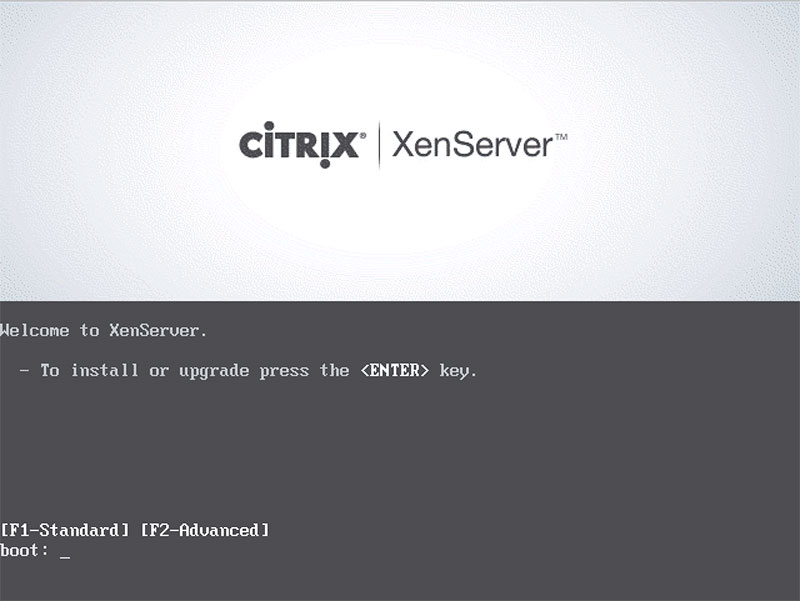 CiTRIX® | XenServer™
Welcome to XenServer.
- To install or upgrade press the <ENTER> key.
[F1-Standard] [F2-Advanced]
boot: _